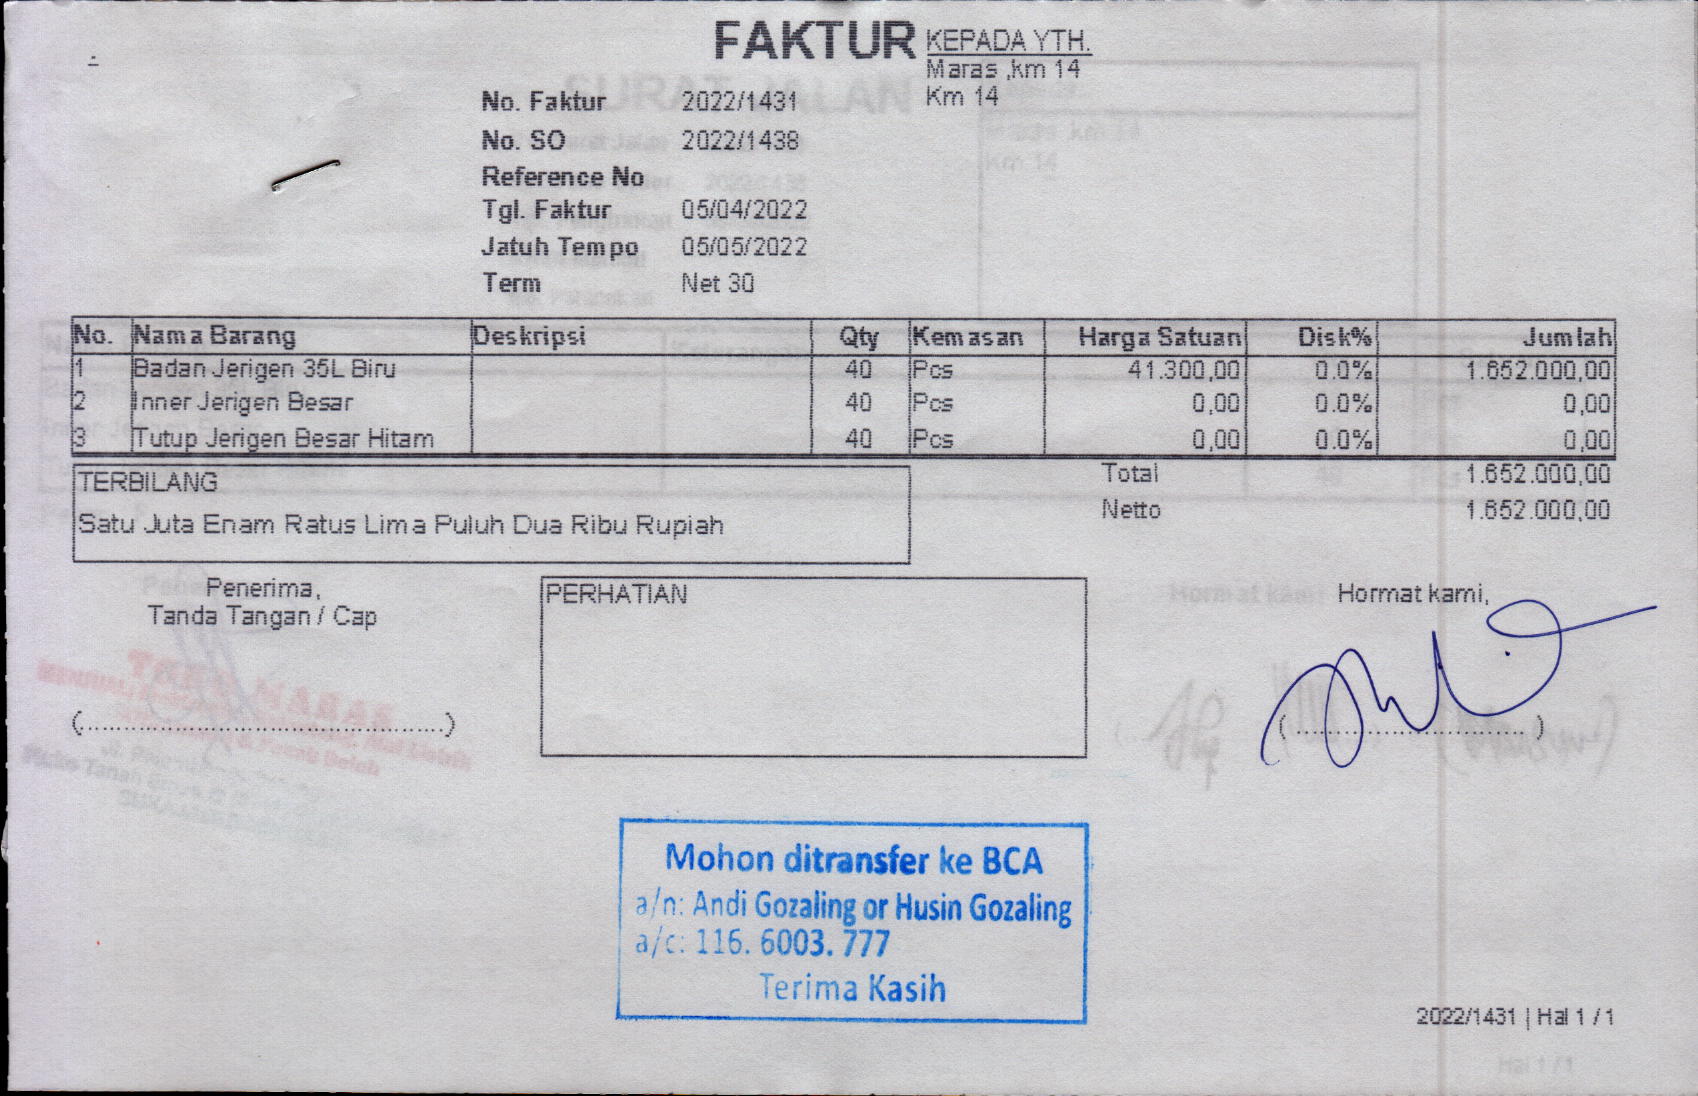 FAKTUR
KEPADA YTH.
Maras ,km 14
Km 14
No. Faktur 2022/1431
No. SO 2022/1438
Reference No
Tgl. Faktur 05/04/2022
Jatuh Tempo 05/05/2022
Term Net 30
No. Nama Barang Deskripsi Qty Kemasan Harga Satuan Disk% Jumlah
1 Badan Jerigen 35L Biru 40 Pcs 41.300,00 0.0% 1.652.000,00
2 Inner Jerigen Besar 40 Pcs 0,00 0.0% 0,00
3 Tutup Jerigen Besar Hitam 40 Pcs 0,00 0.0% 0,00
Total 1.652.000,00
Netto 1.652.000,00
TERBILANG
Satu Juta Enam Ratus Lima Puluh Dua Ribu Rupiah
Penerima,
Tanda Tangan / Cap
(.................................................)
PERHATIAN
Hormat kami,
(...................................)
Mohon ditransfer ke BCA
a/n: Andi Gozaling or Husin Gozaling
a/c: 116. 6003. 777
Terima Kasih
2022/1431 | Hal 1 / 1